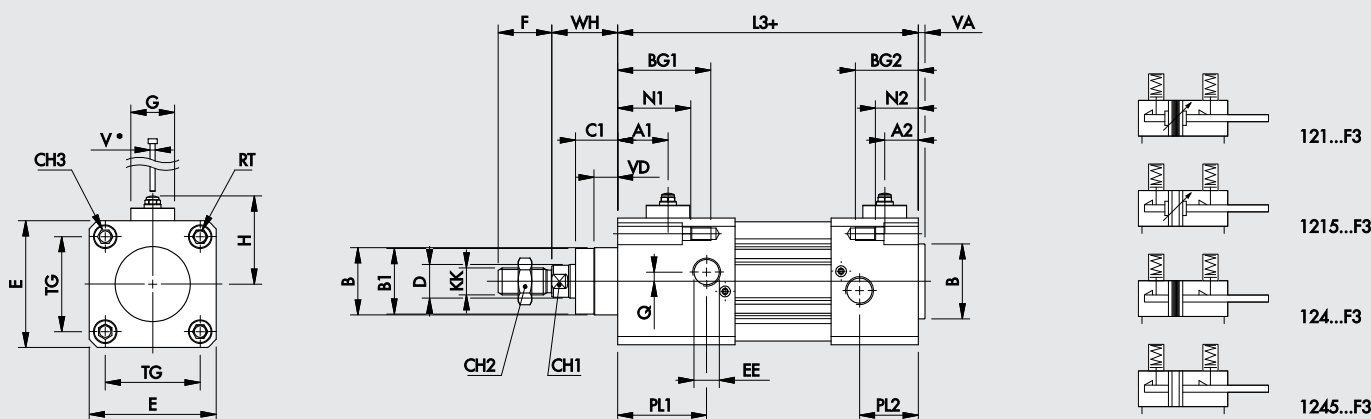 F WH L3+ VA
BG1 BG2
G N1 N2
V • C1 A1 A2
CH3 RT VD
121...F3
H
1215...F3
E TG B B1 D KK B
Q
124...F3
CH2 CH1 EE
TG
E PL1 PL2
1245...F3